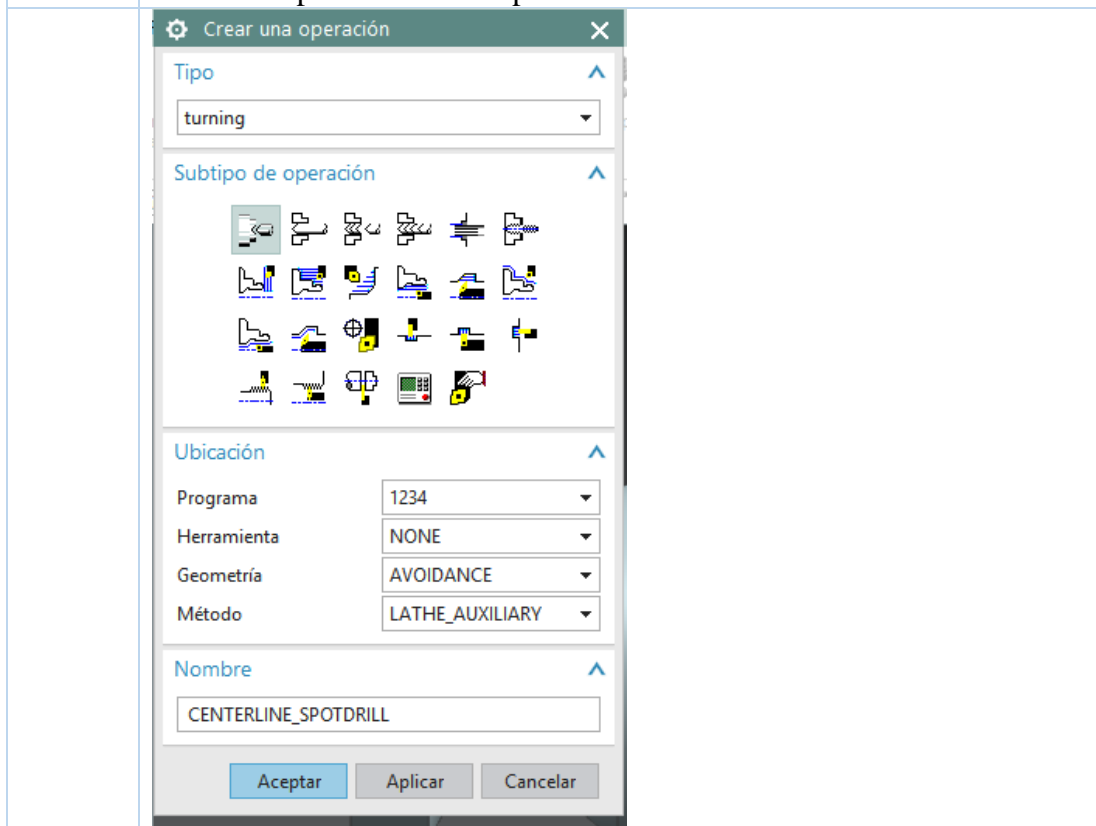 Crear una operación
Tipo
turning
Subtipo de operación
Ubicación
Programa 1234
Herramienta NONE
Geometría AVOIDANCE
Método LATHE_AUXILIARY
Nombre
CENTERLINE_SPOTDRILL
Aceptar Aplicar Cancelar